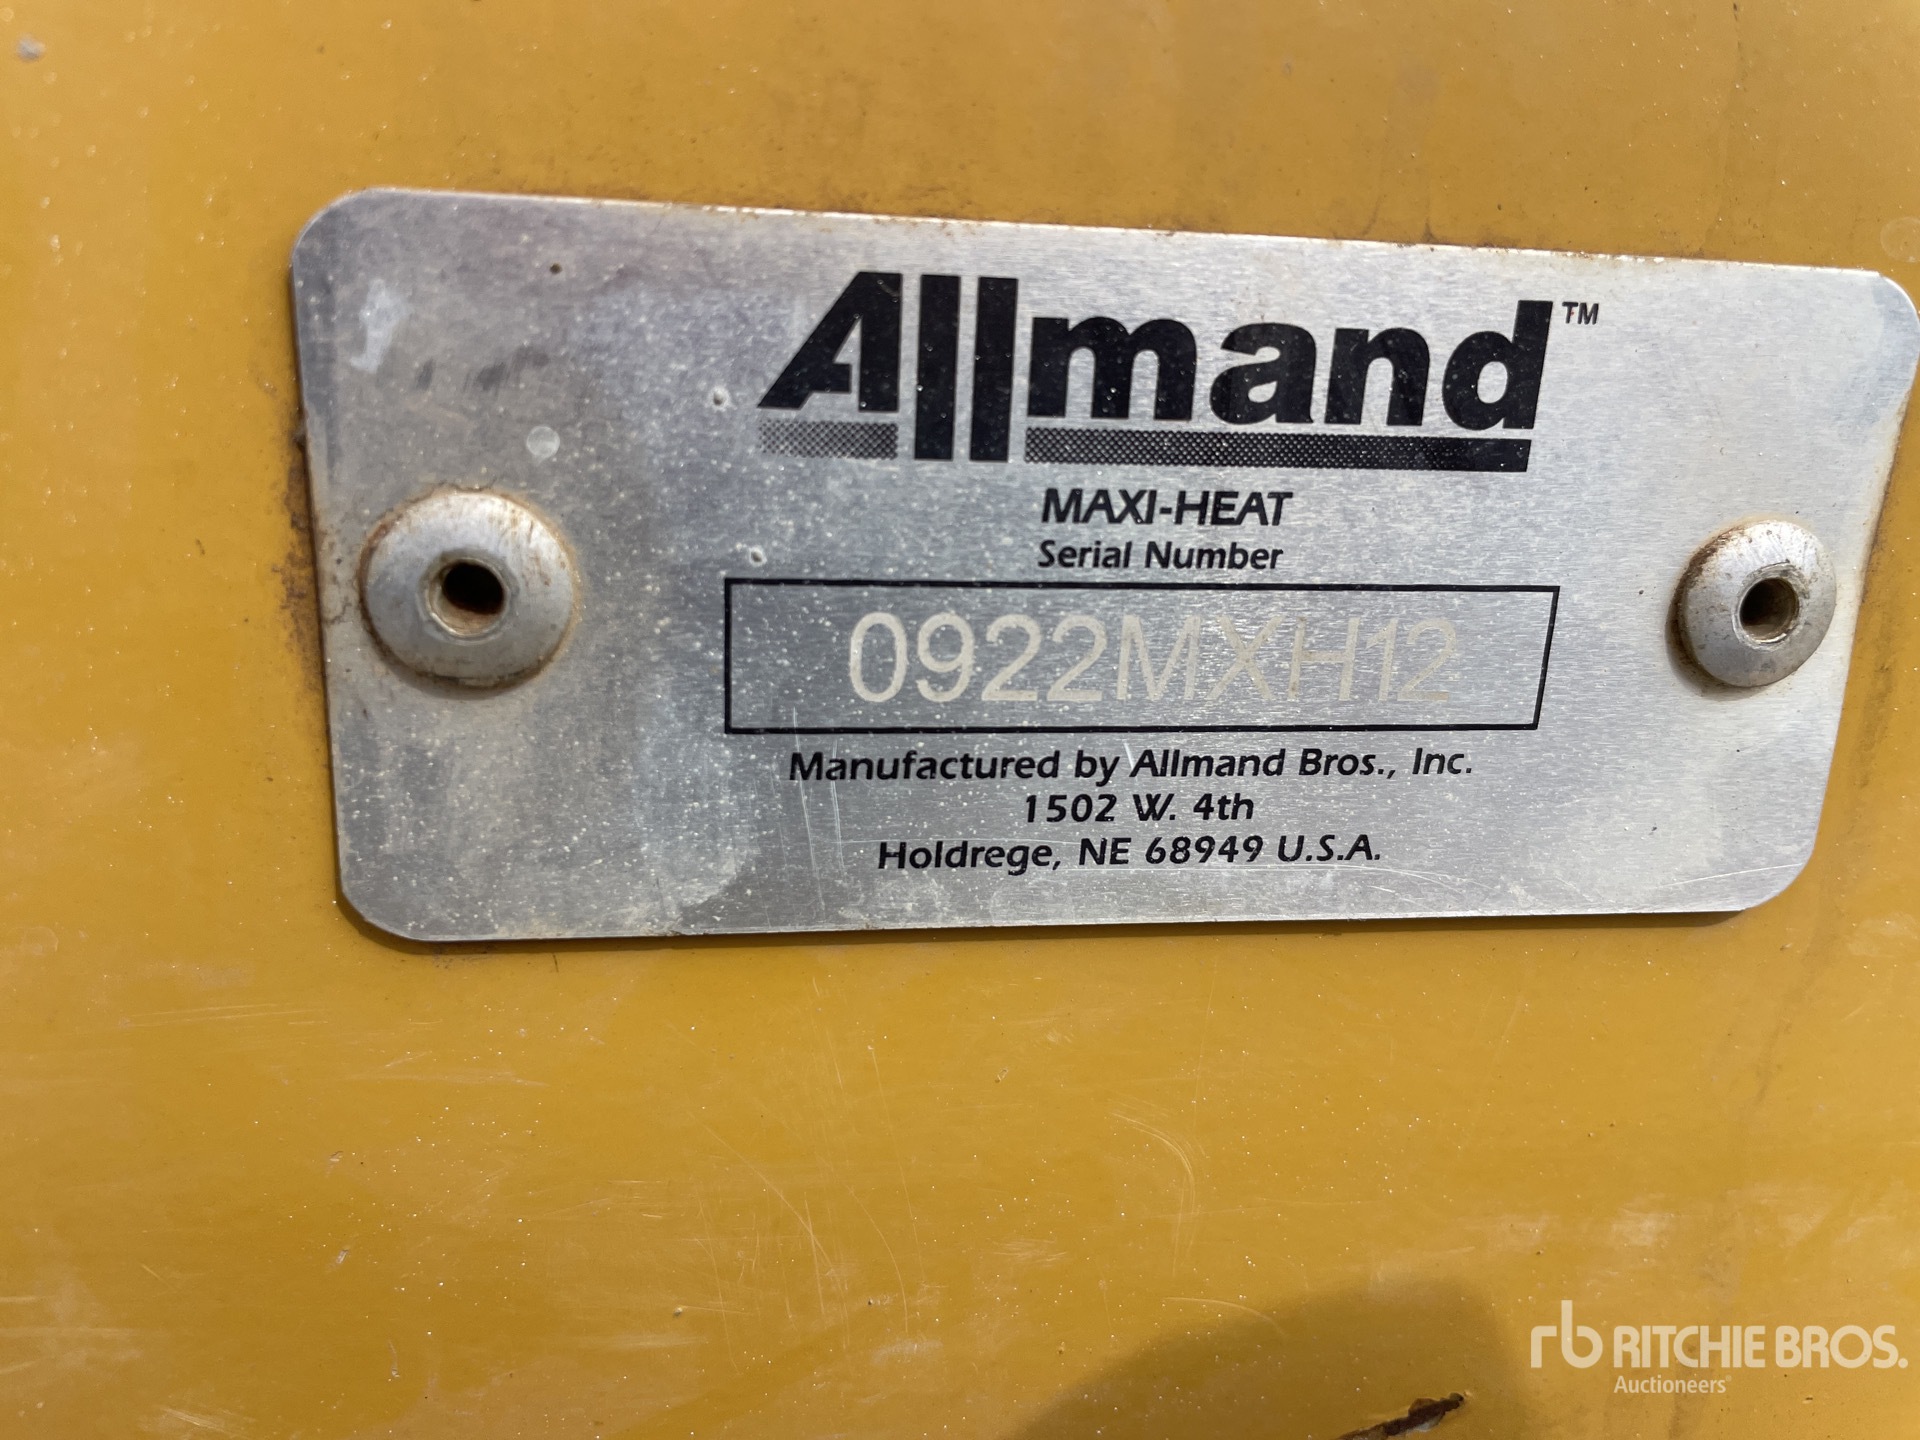 Allmand™
MAXI-HEAT
Serial Number
0922MXH12
Manufactured by Allmand Bros., Inc.
1502 W. 4th
Holdrege, NE 68949 U.S.A.
rb RITCHIE BROS.
Auctioneers